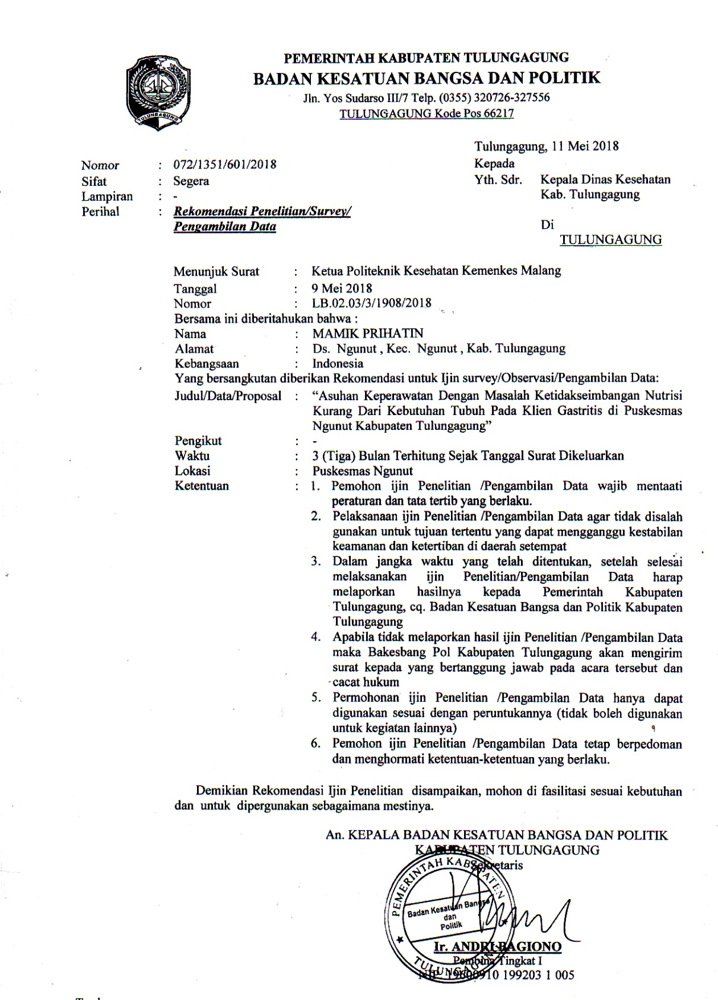 PEMERINTAH KABUPATEN TULUNGAGUNG
BADAN KESATUAN BANGSA DAN POLITIK
Jln. Yos Sudarso III/7 Telp. (0355) 320726-327556
TULUNGAGUNG Kode Pos 66217
TULUNGAGUNG
Tulungagung, 11 Mei 2018
Kepada
Yth. Sdr. Kepala Dinas Kesehatan
Kab. Tulungagung
Di
TULUNGAGUNG
Nomor : 072/1351/601/2018
Sifat : Segera
Lampiran : -
Perihal : Rekomendasi Penelitian/Survey/
Pengambilan Data
Menunjuk Surat : Ketua Politeknik Kesehatan Kemenkes Malang
Tanggal : 9 Mei 2018
Nomor : LB.02.03/3/1908/2018
Bersama ini diberitahukan bahwa :
Nama : MAMIK PRIHATIN
Alamat : Ds. Ngunut , Kec. Ngunut , Kab. Tulungagung
Kebangsaan : Indonesia
Yang bersangkutan diberikan Rekomendasi untuk Ijin survey/Observasi/Pengambilan Data:
Judul/Data/Proposal : “Asuhan Keperawatan Dengan Masalah Ketidakseimbangan Nutrisi
Kurang Dari Kebutuhan Tubuh Pada Klien Gastritis di Puskesmas
Ngunut Kabupaten Tulungagung”
Pengikut : -
Waktu : 3 (Tiga) Bulan Terhitung Sejak Tanggal Surat Dikeluarkan
Lokasi : Puskesmas Ngunut
Ketentuan : 1. Pemohon ijin Penelitian /Pengambilan Data wajib mentaati
peraturan dan tata tertib yang berlaku.
2. Pelaksanaan ijin Penelitian /Pengambilan Data agar tidak disalah
gunakan untuk tujuan tertentu yang dapat mengganggu kestabilan
keamanan dan ketertiban di daerah setempat
3. Dalam jangka waktu yang telah ditentukan, setelah selesai
melaksanakan ijin Penelitian/Pengambilan Data harap
melaporkan hasilnya kepada Pemerintah Kabupaten
Tulungagung, cq. Badan Kesatuan Bangsa dan Politik Kabupaten
Tulungagung
4. Apabila tidak melaporkan hasil ijin Penelitian /Pengambilan Data
maka Bakesbang Pol Kabupaten Tulungagung akan mengirim
surat kepada yang bertanggung jawab pada acara tersebut dan
cacat hukum
5. Permohonan ijin Penelitian /Pengambilan Data hanya dapat
digunakan sesuai dengan peruntukannya (tidak boleh digunakan
untuk kegiatan lainnya)
6. Pemohon ijin Penelitian /Pengambilan Data tetap berpedoman
dan menghormati ketentuan-ketentuan yang berlaku.
Demikian Rekomendasi Ijin Penelitian disampaikan, mohon di fasilitasi sesuai kebutuhan
dan untuk dipergunakan sebagaimana mestinya.
An. KEPALA BADAN KESATUAN BANGSA DAN POLITIK
KABUPATEN TULUNGAGUNG
Sekretaris
PEMERINTAH KABUPATEN
Badan Kesatuan Bangsa
dan
Politik
TULUNGAGUNG
Ir. ANDRI BAGIONO
Pembina Tingkat I
NIP. 19600910 199203 1 005